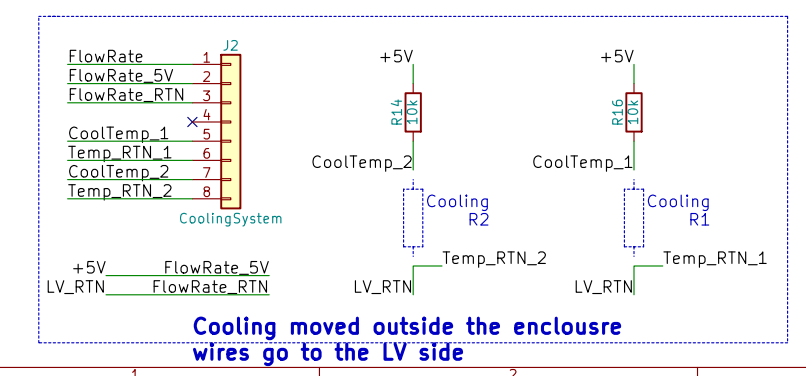 J2
FlowRate 1
FlowRate_5V 2
FlowRate_RTN 3
4
CoolTemp_1 5
Temp_RTN_1 6
CoolTemp_2 7
Temp_RTN_2 8
CoolingSystem
+5V FlowRate_5V
LV_RTN FlowRate_RTN
+5V
R14 10k
CoolTemp_2
Cooling
R2
Temp_RTN_2
LV_RTN
+5V
R16 10k
CoolTemp_1
Cooling
R1
Temp_RTN_1
LV_RTN
Cooling moved outside the enclousre
wires go to the LV side
1 2